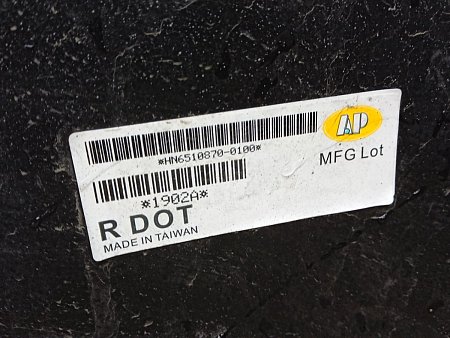 AP
*HN6510870-0100*
MFG Lot
*1902A*
R DOT
MADE IN TAIWAN